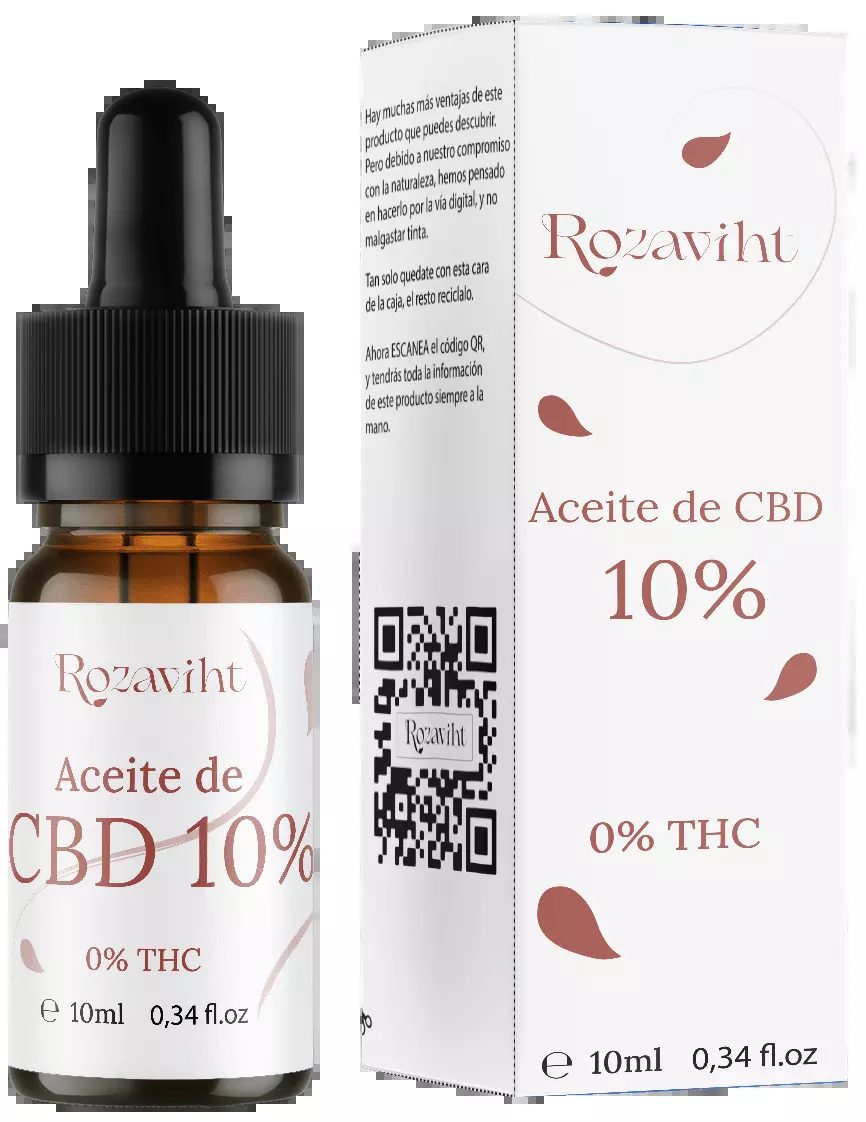 Rozaviht
Aceite de
CBD 10%
0% THC
℮ 10ml 0,34 fl.oz
Hay muchas más ventajas de este
producto que puedes descubrir.
Pero debido a nuestro compromiso
con la naturaleza, hemos pensado
en hacerlo por la vía digital, y no
malgastar tinta.
Tan solo quedate con esta cara
de la caja, el resto reciclalo.
Ahora ESCANEA el código QR,
y tendrás toda la información
de este producto siempre a la
mano.
Rozaviht
Rozaviht
Aceite de CBD
10%
0% THC
℮ 10ml 0,34 fl.oz